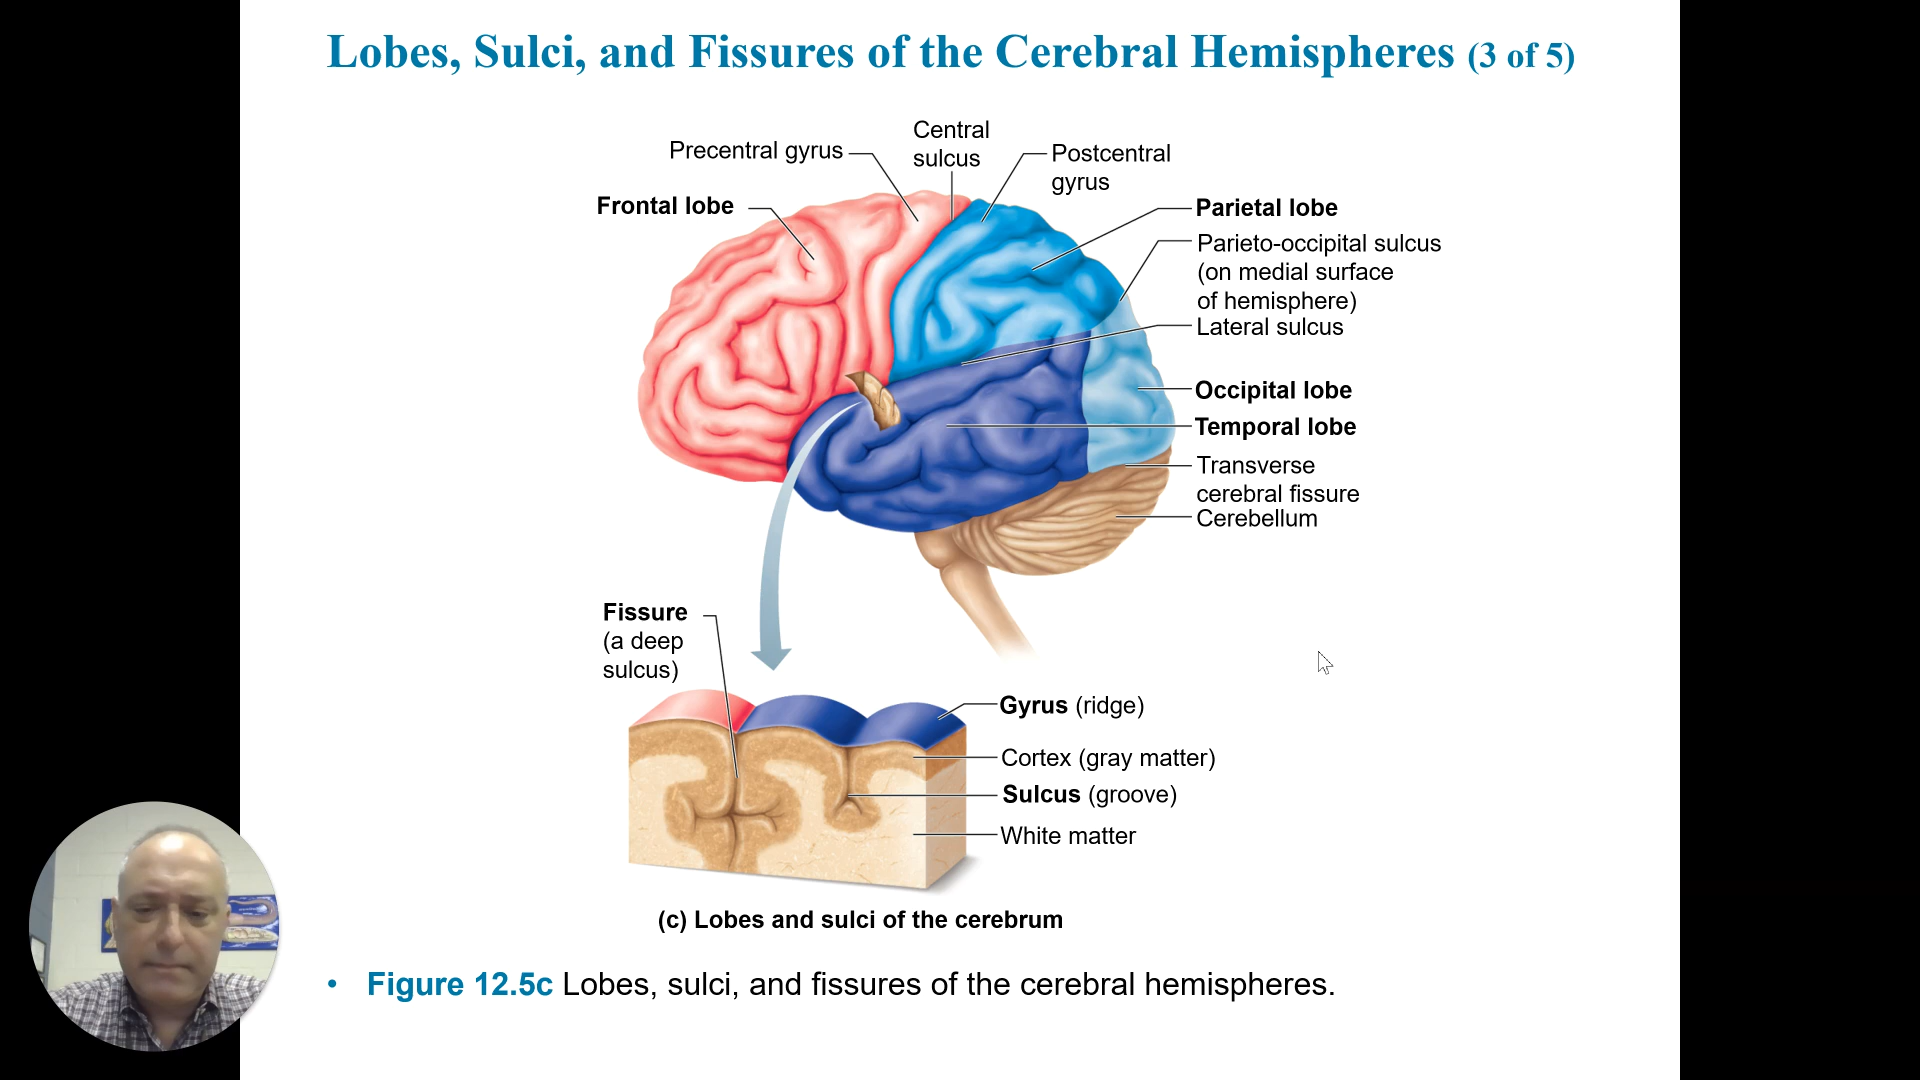 Lobes, Sulci, and Fissures of the Cerebral Hemispheres (3 of 5)
Central
sulcus
Precentral gyrus
Postcentral
gyrus
Frontal lobe
Parietal lobe
Parieto-occipital sulcus
(on medial surface
of hemisphere)
Lateral sulcus
Occipital lobe
Temporal lobe
Transverse
cerebral fissure
Cerebellum
Fissure
(a deep
sulcus)
Gyrus (ridge)
Cortex (gray matter)
Sulcus (groove)
White matter
(c) Lobes and sulci of the cerebrum
• Figure 12.5c Lobes, sulci, and fissures of the cerebral hemispheres.